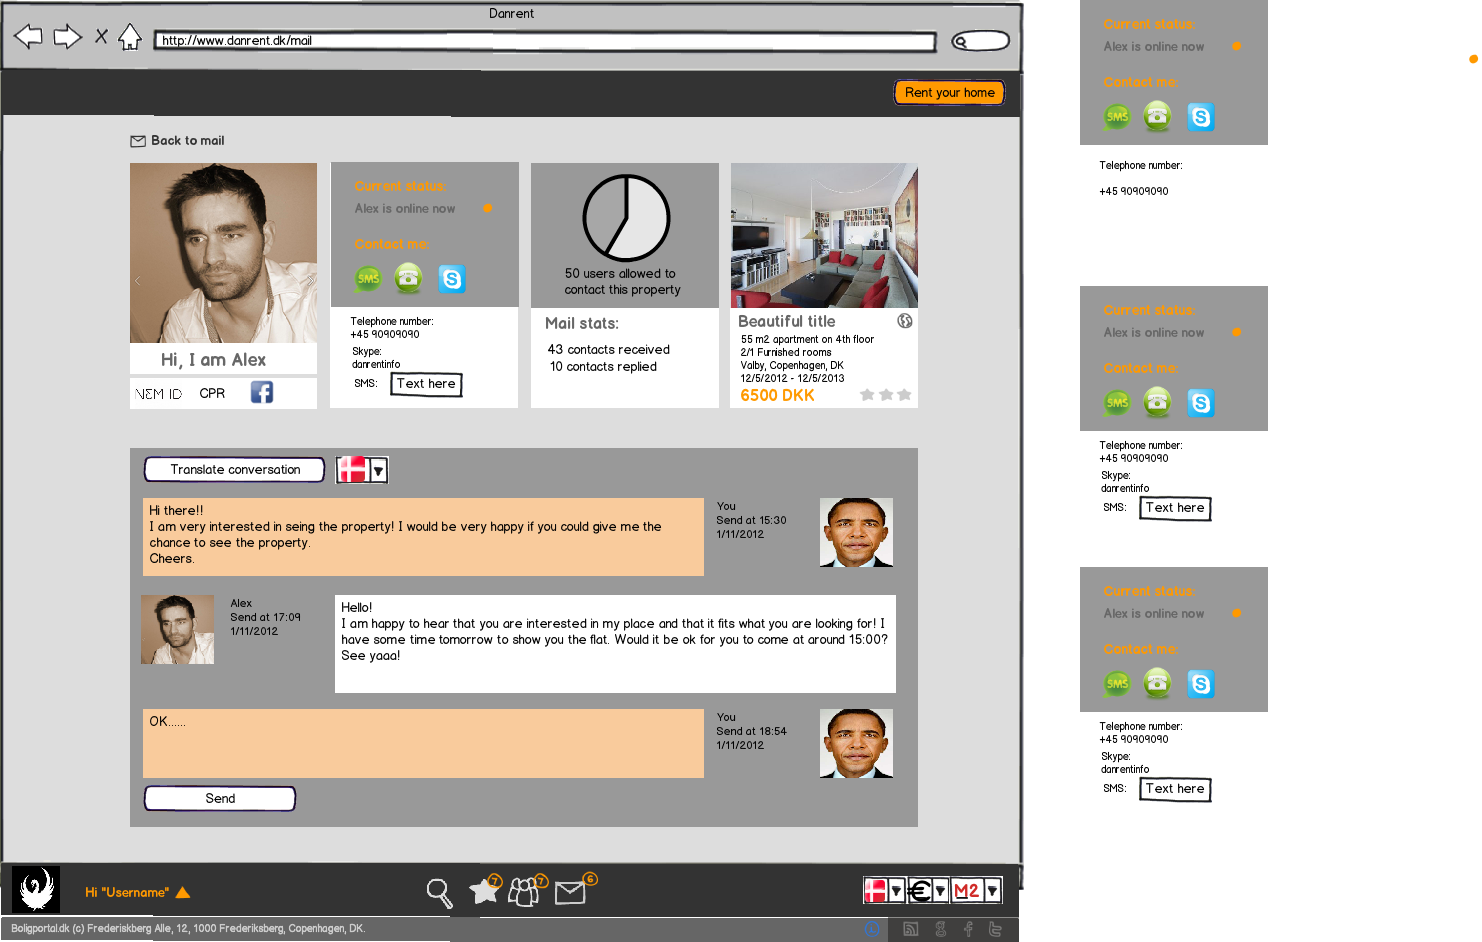 Danrent
http://www.danrent.dk/mail
Rent your home
Back to mail
Hi, I am Alex
NEM ID CPR
Current status:
Alex is online now
Contact me:
SMS
Telephone number:
+45 90909090
Skype:
danrentinfo
SMS: Text here
50 users allowed to
contact this property
Mail stats:
43 contacts received
10 contacts replied
Beautiful title
55 m2 apartment on 4th floor
2/1 Furnished rooms
Valby, Copenhagen, DK
12/5/2012 - 12/5/2013
6500 DKK
Translate conversation
Hi there!!
I am very interested in seing the property! I would be very happy if you could give me the
chance to see the property.
Cheers.
You
Send at 15:30
1/11/2012
Alex
Send at 17:09
1/11/2012
Hello!
I am happy to hear that you are interested in my place and that it fits what you are looking for! I
have some time tomorrow to show you the flat. Would it be ok for you to come at around 15:00?
See yaaa!
OK......
You
Send at 18:54
1/11/2012
Send
Hi "Username"
7
7
6
€
M2
Boligportal.dk (c) Frederiskberg Alle, 12, 1000 Frederiksberg, Copenhagen, DK.
Current status:
Alex is online now
Contact me:
SMS
Telephone number:
+45 90909090
Current status:
Alex is online now
Contact me:
SMS
Telephone number:
+45 90909090
Skype:
danrentinfo
SMS: Text here
Current status:
Alex is online now
Contact me:
SMS
Telephone number:
+45 90909090
Skype:
danrentinfo
SMS: Text here